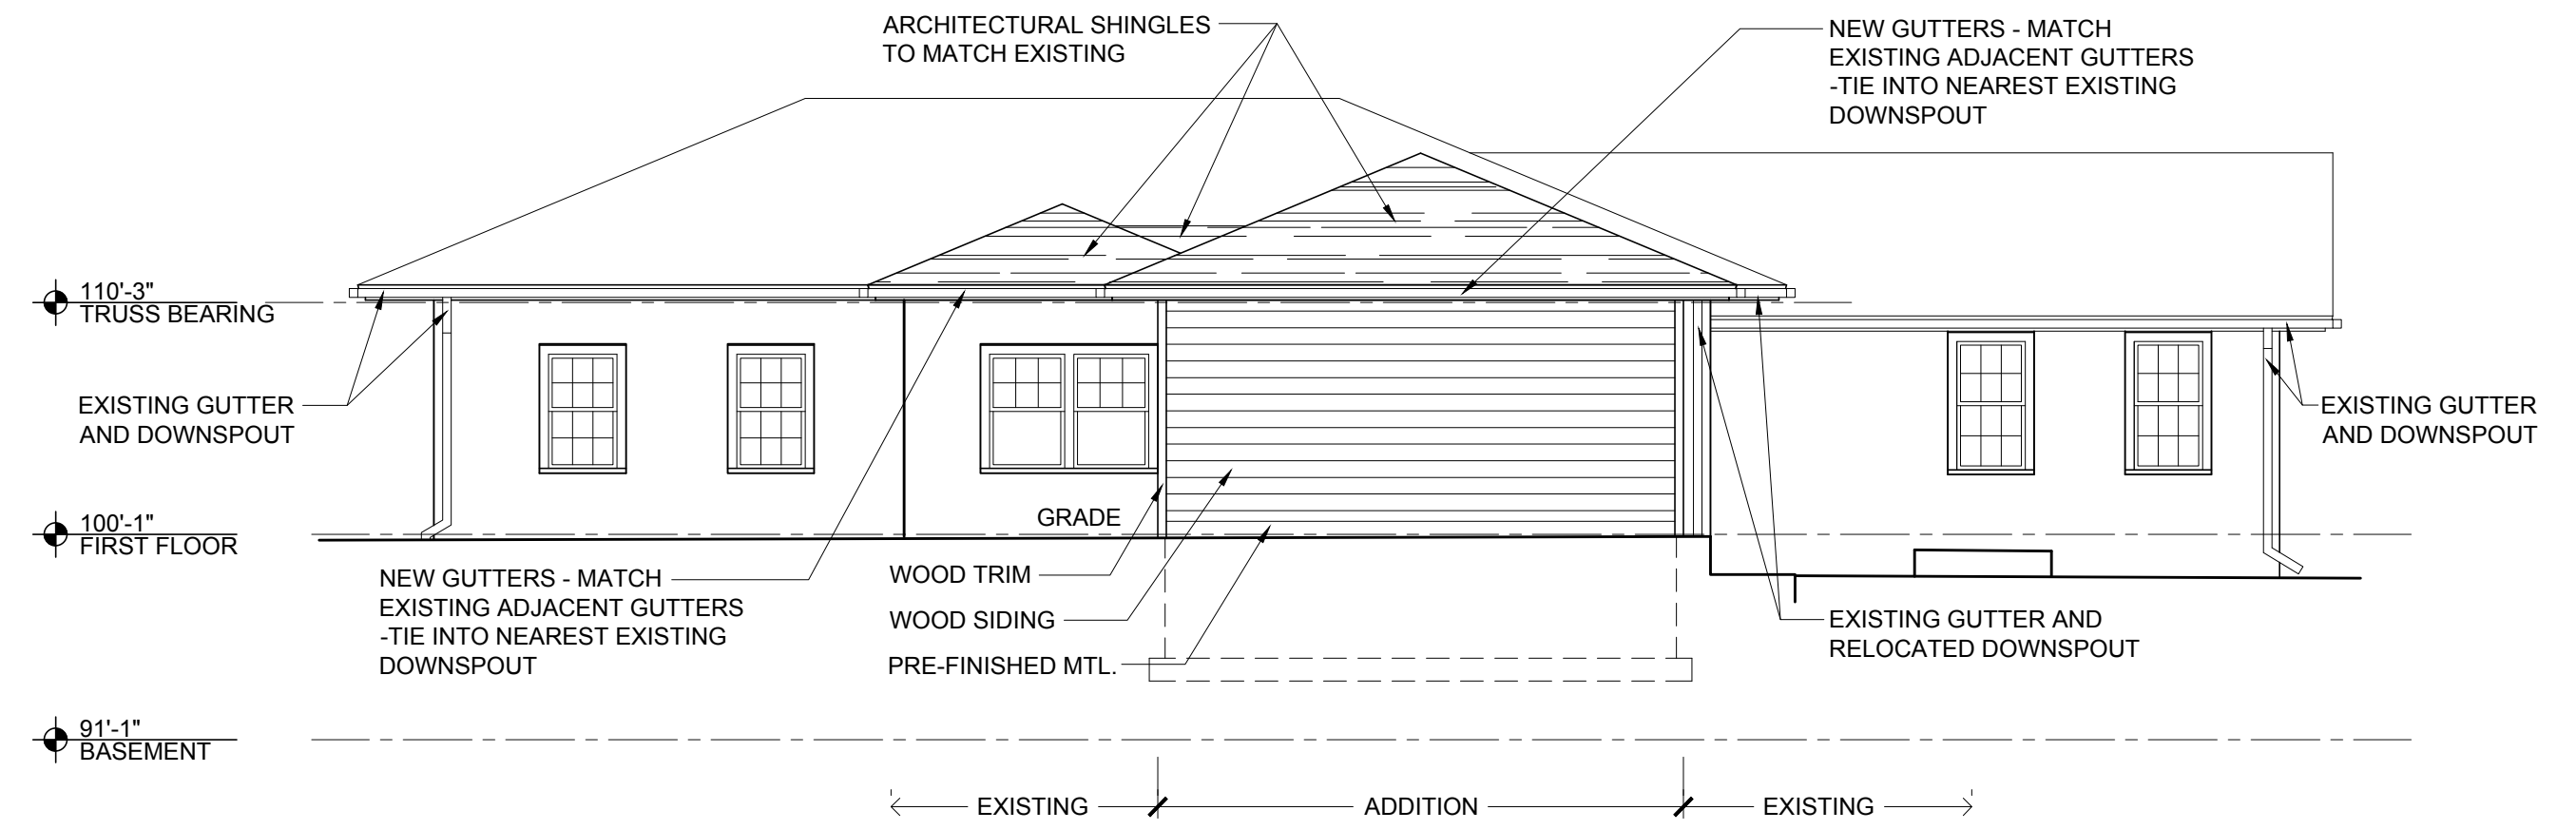 ARCHITECTURAL SHINGLES
TO MATCH EXISTING
NEW GUTTERS - MATCH
EXISTING ADJACENT GUTTERS
-TIE INTO NEAREST EXISTING
DOWNSPOUT
110'-3"
TRUSS BEARING
EXISTING GUTTER
AND DOWNSPOUT
EXISTING GUTTER
AND DOWNSPOUT
100'-1"
FIRST FLOOR
GRADE
NEW GUTTERS - MATCH
EXISTING ADJACENT GUTTERS
-TIE INTO NEAREST EXISTING
DOWNSPOUT
WOOD TRIM
WOOD SIDING
PRE-FINISHED MTL.
EXISTING GUTTER AND
RELOCATED DOWNSPOUT
91'-1"
BASEMENT
EXISTING
ADDITION
EXISTING